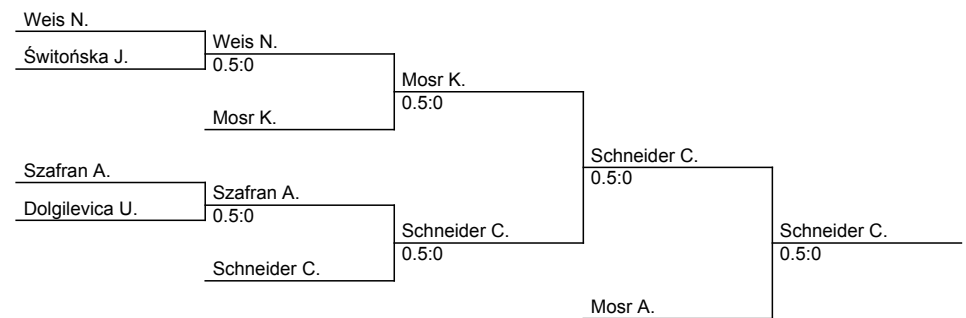 Weis N.
Świtońska J.
Weis N.
0.5:0
Mosr K.
Mosr K.
0.5:0
Szafran A.
Dolgilevica U.
Szafran A.
0.5:0
Schneider C.
Schneider C.
0.5:0
Schneider C.
0.5:0
Mosr A.
Schneider C.
0.5:0